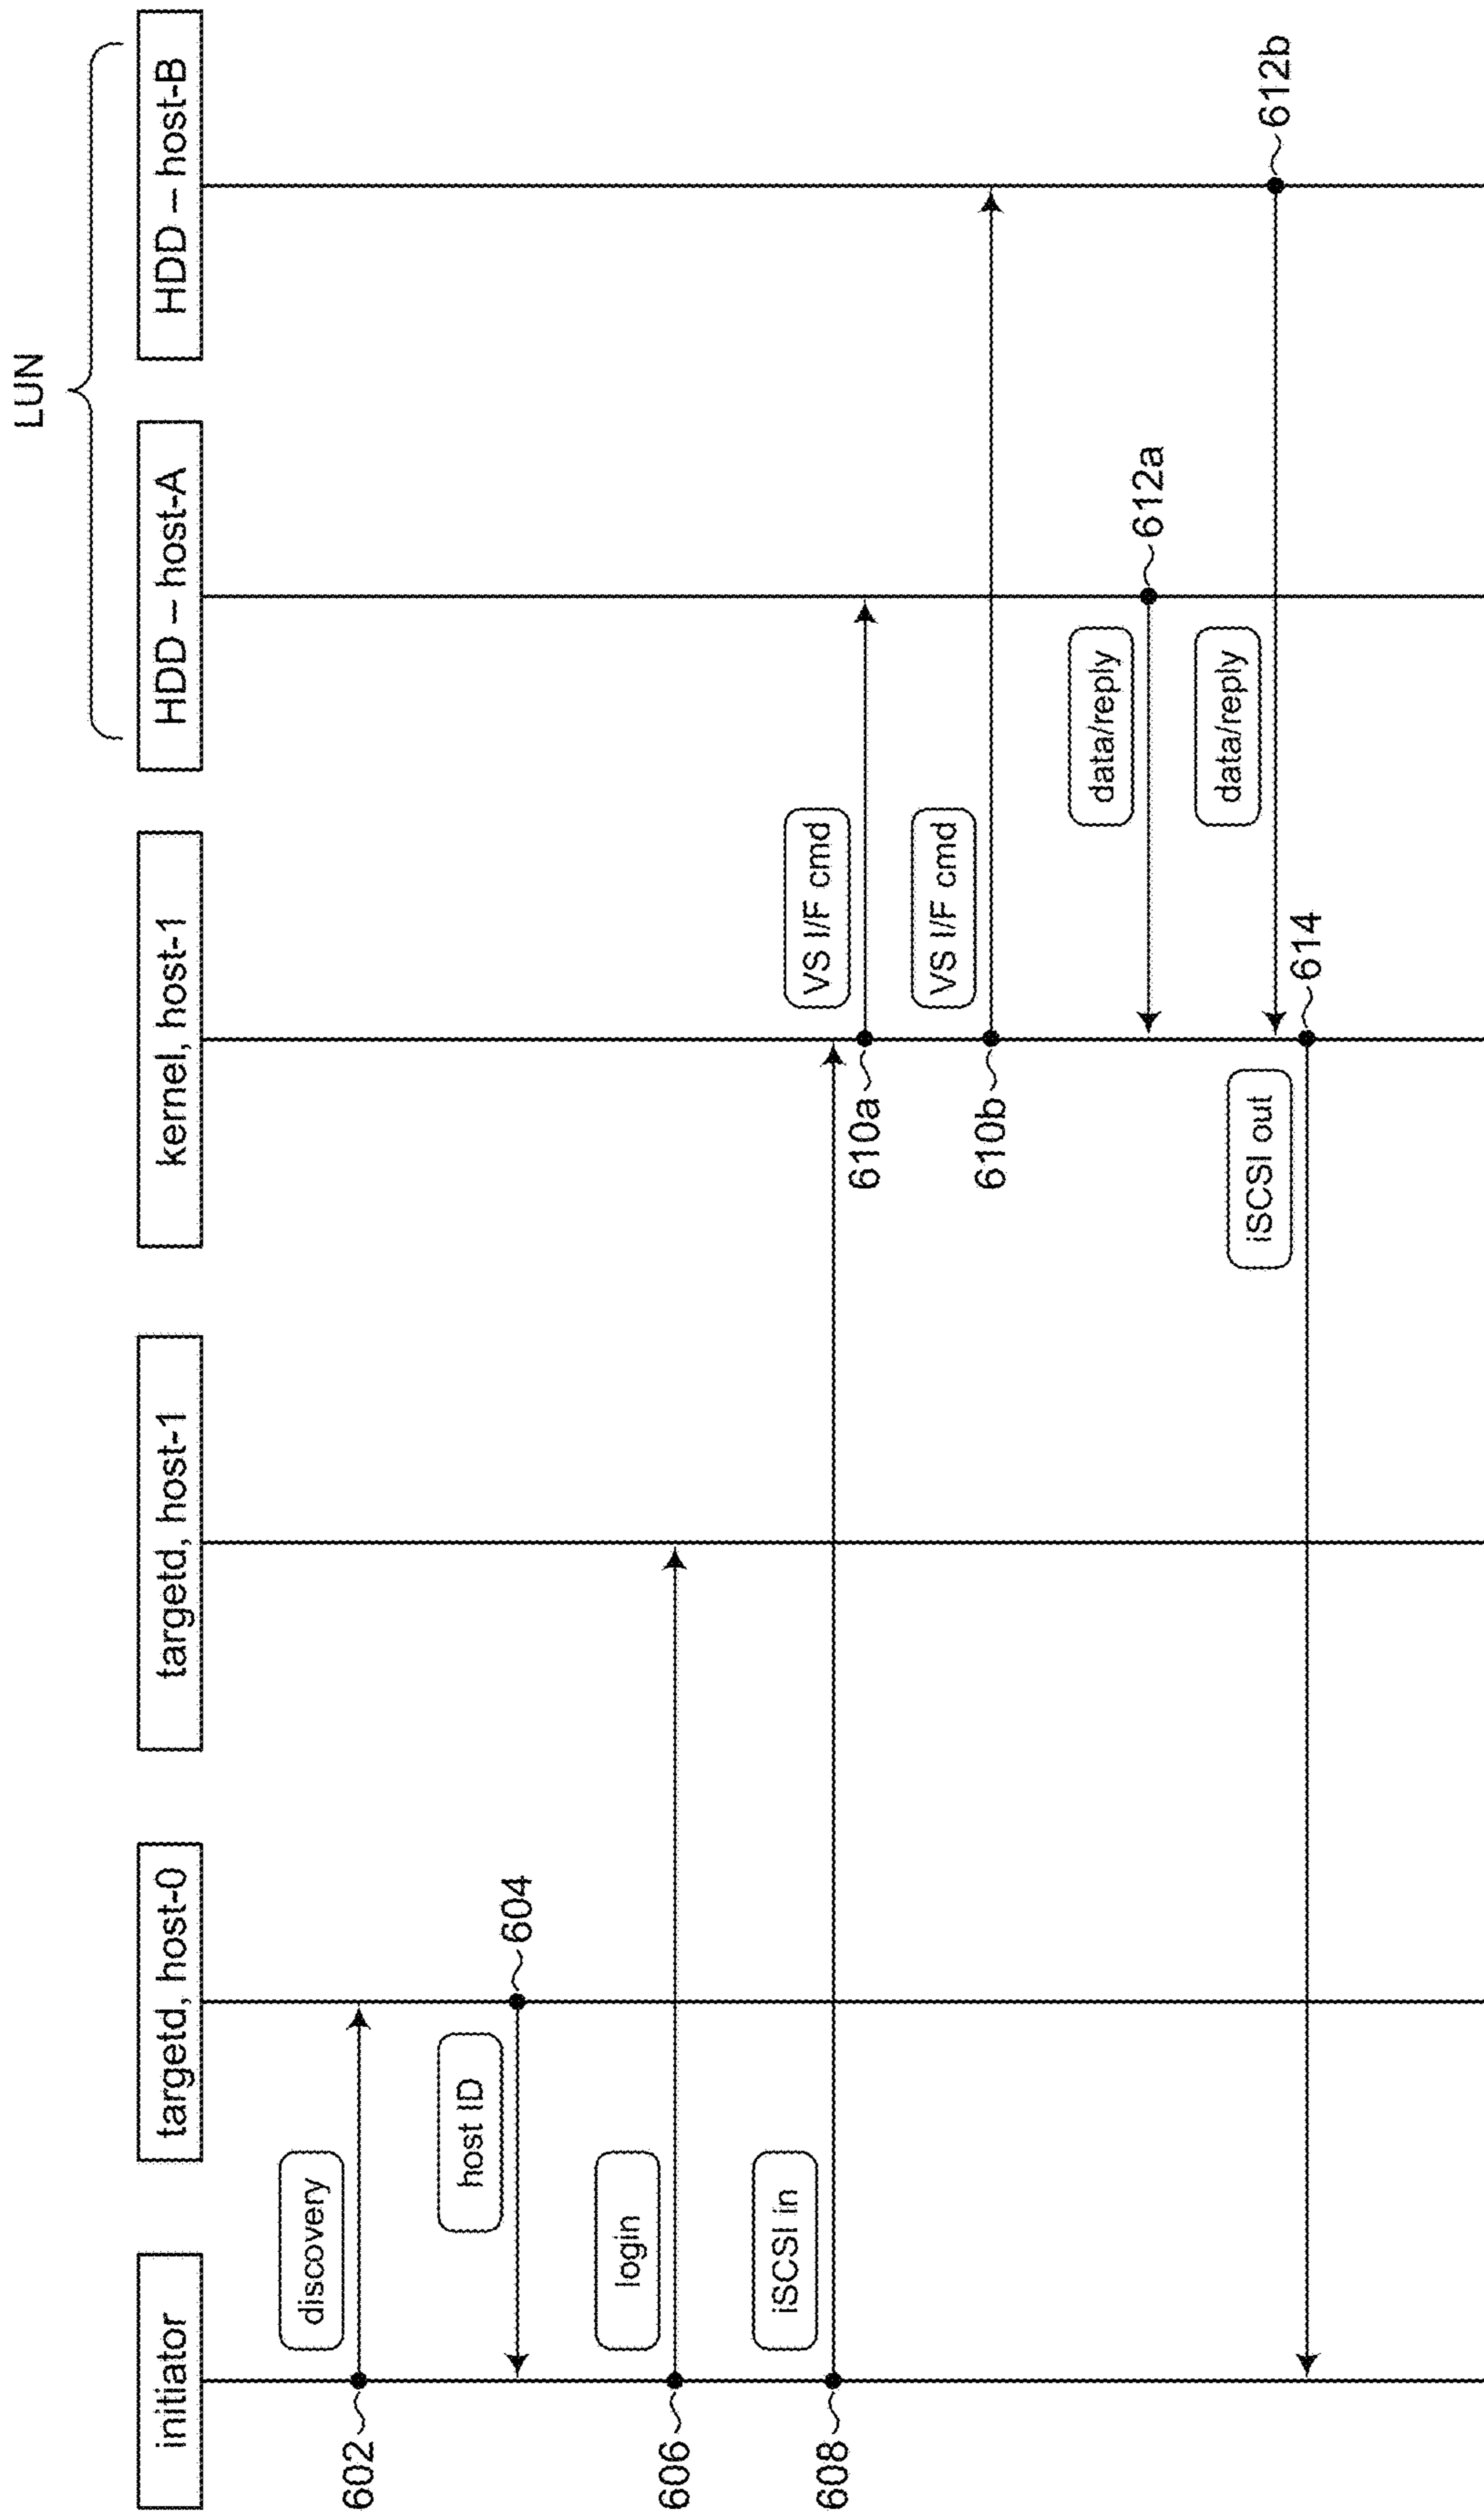 LUN
initiator
targetd, host-0
targetd, host-1
kernel, host-1
HDD – host-A
HDD – host-B
602
discovery
host ID
604
606
login
608
iSCSI in
610a
VS I/F cmd
610b
VS I/F cmd
data/reply
612a
data/reply
612b
iSCSI out
614